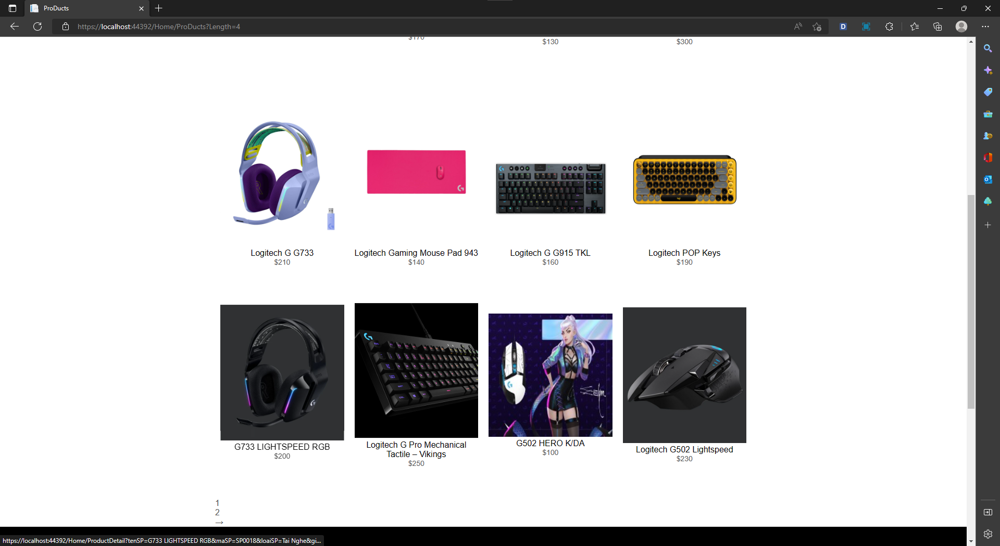 ProDucts
https://localhost:44392/Home/ProDucts?Length=4
$170
$130
$300
Logitech G G733
$210
Logitech Gaming Mouse Pad 943
$140
Logitech G G915 TKL
$160
Logitech POP Keys
$190
G733 LIGHTSPEED RGB
$200
Logitech G Pro Mechanical
Tactile – Vikings
$250
G502 HERO K/DA
$100
Logitech G502 Lightspeed
$230
1
2
→
https://localhost:44392/Home/ProductDetail?tenSP=G733 LIGHTSPEED RGB&maSP=SP0018&loaiSP=Tai Nghe&gi...